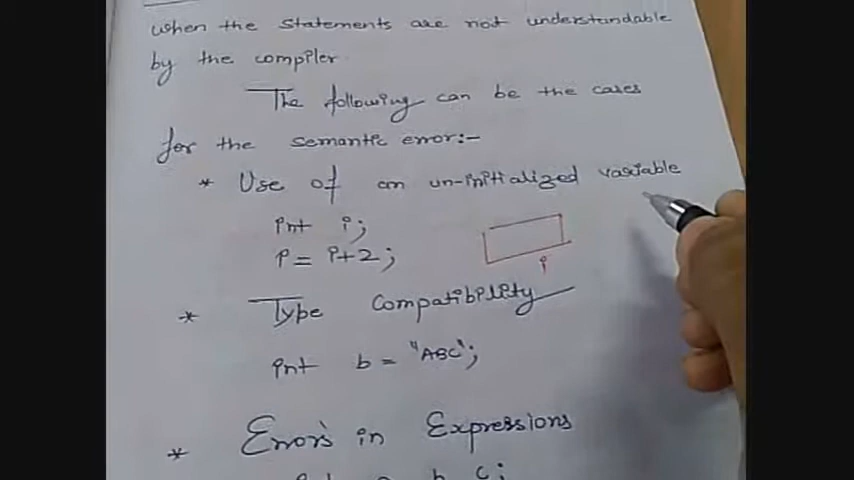 when the statements are not understandable
by the compiler
The following can be the cases
for the semantic error:-
* Use of an un-initialized variable
int i;
i = i+2;
i
* Type Compatibility
int b = "ABC";
* Errors in Expressions
b c;